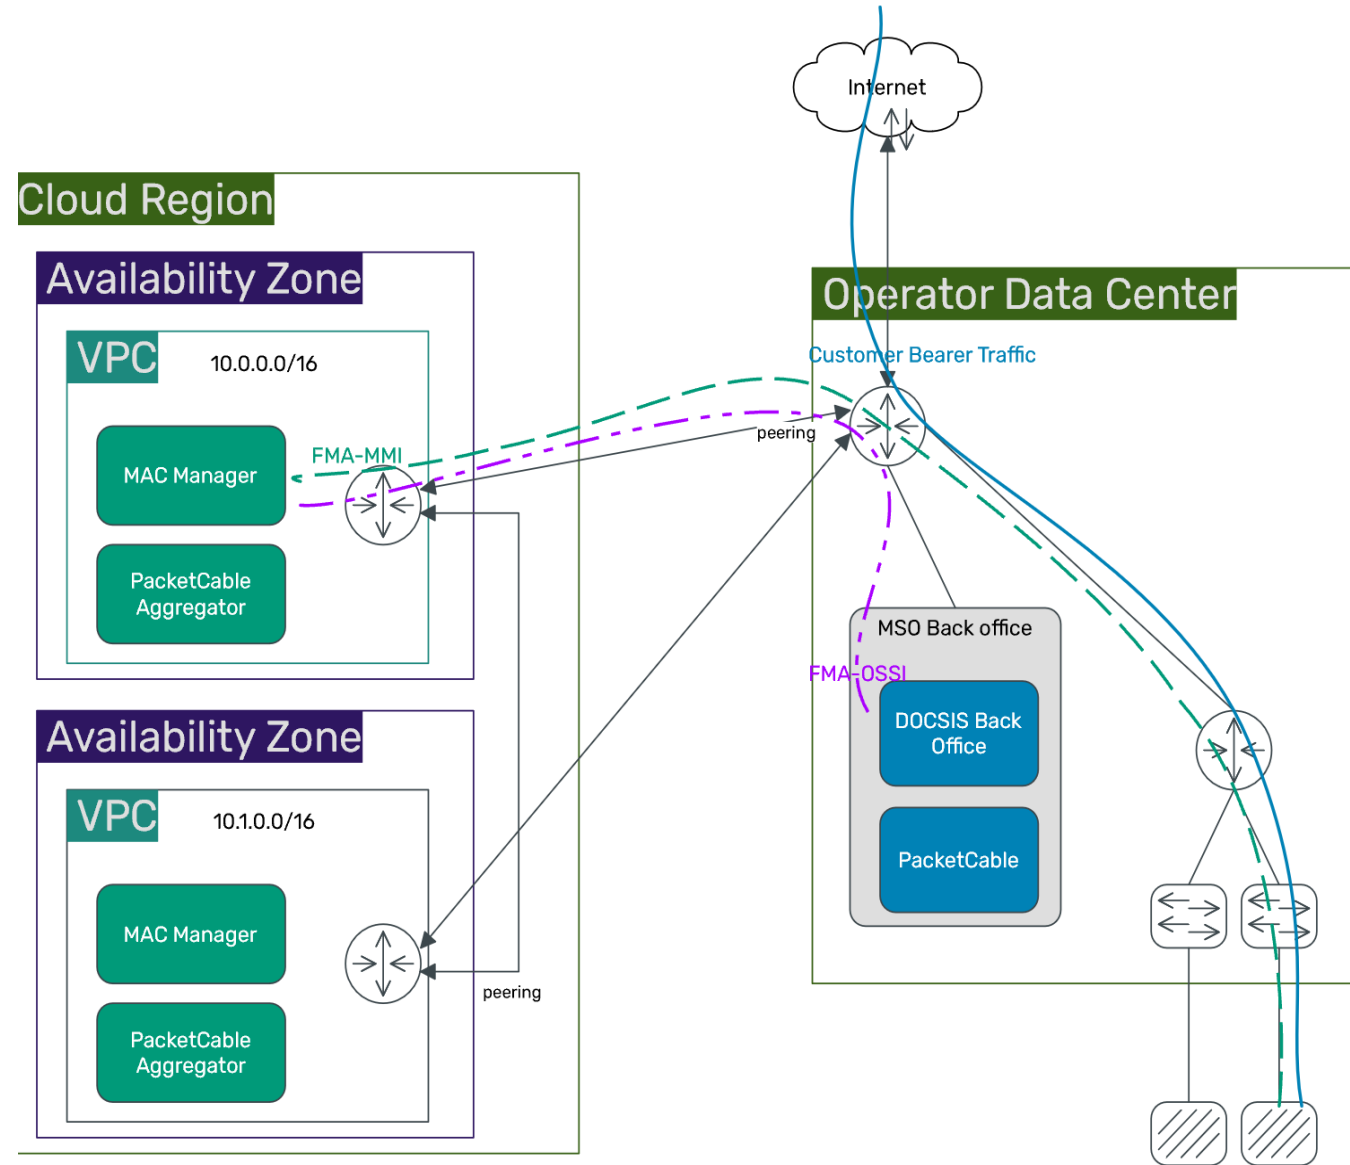 Internet
Cloud Region
Availability Zone
VPC
10.0.0.0/16
FMA-MMI
MAC Manager
PacketCable
Aggregator
Availability Zone
VPC
10.1.0.0/16
MAC Manager
PacketCable
Aggregator
peering
peering
Operator Data Center
Customer Bearer Traffic
MSO Back office
FMA-OSSI
DOCSIS Back
Office
PacketCable